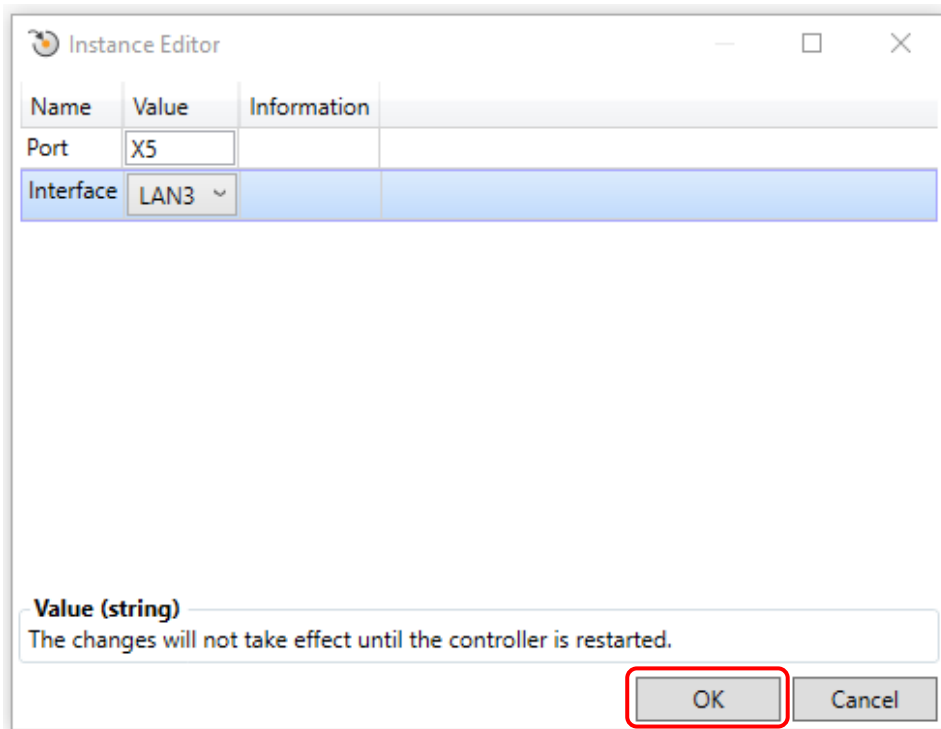 Instance Editor
Name Value Information
Port X5
Interface LAN3
Value (string)
The changes will not take effect until the controller is restarted.
OK Cancel